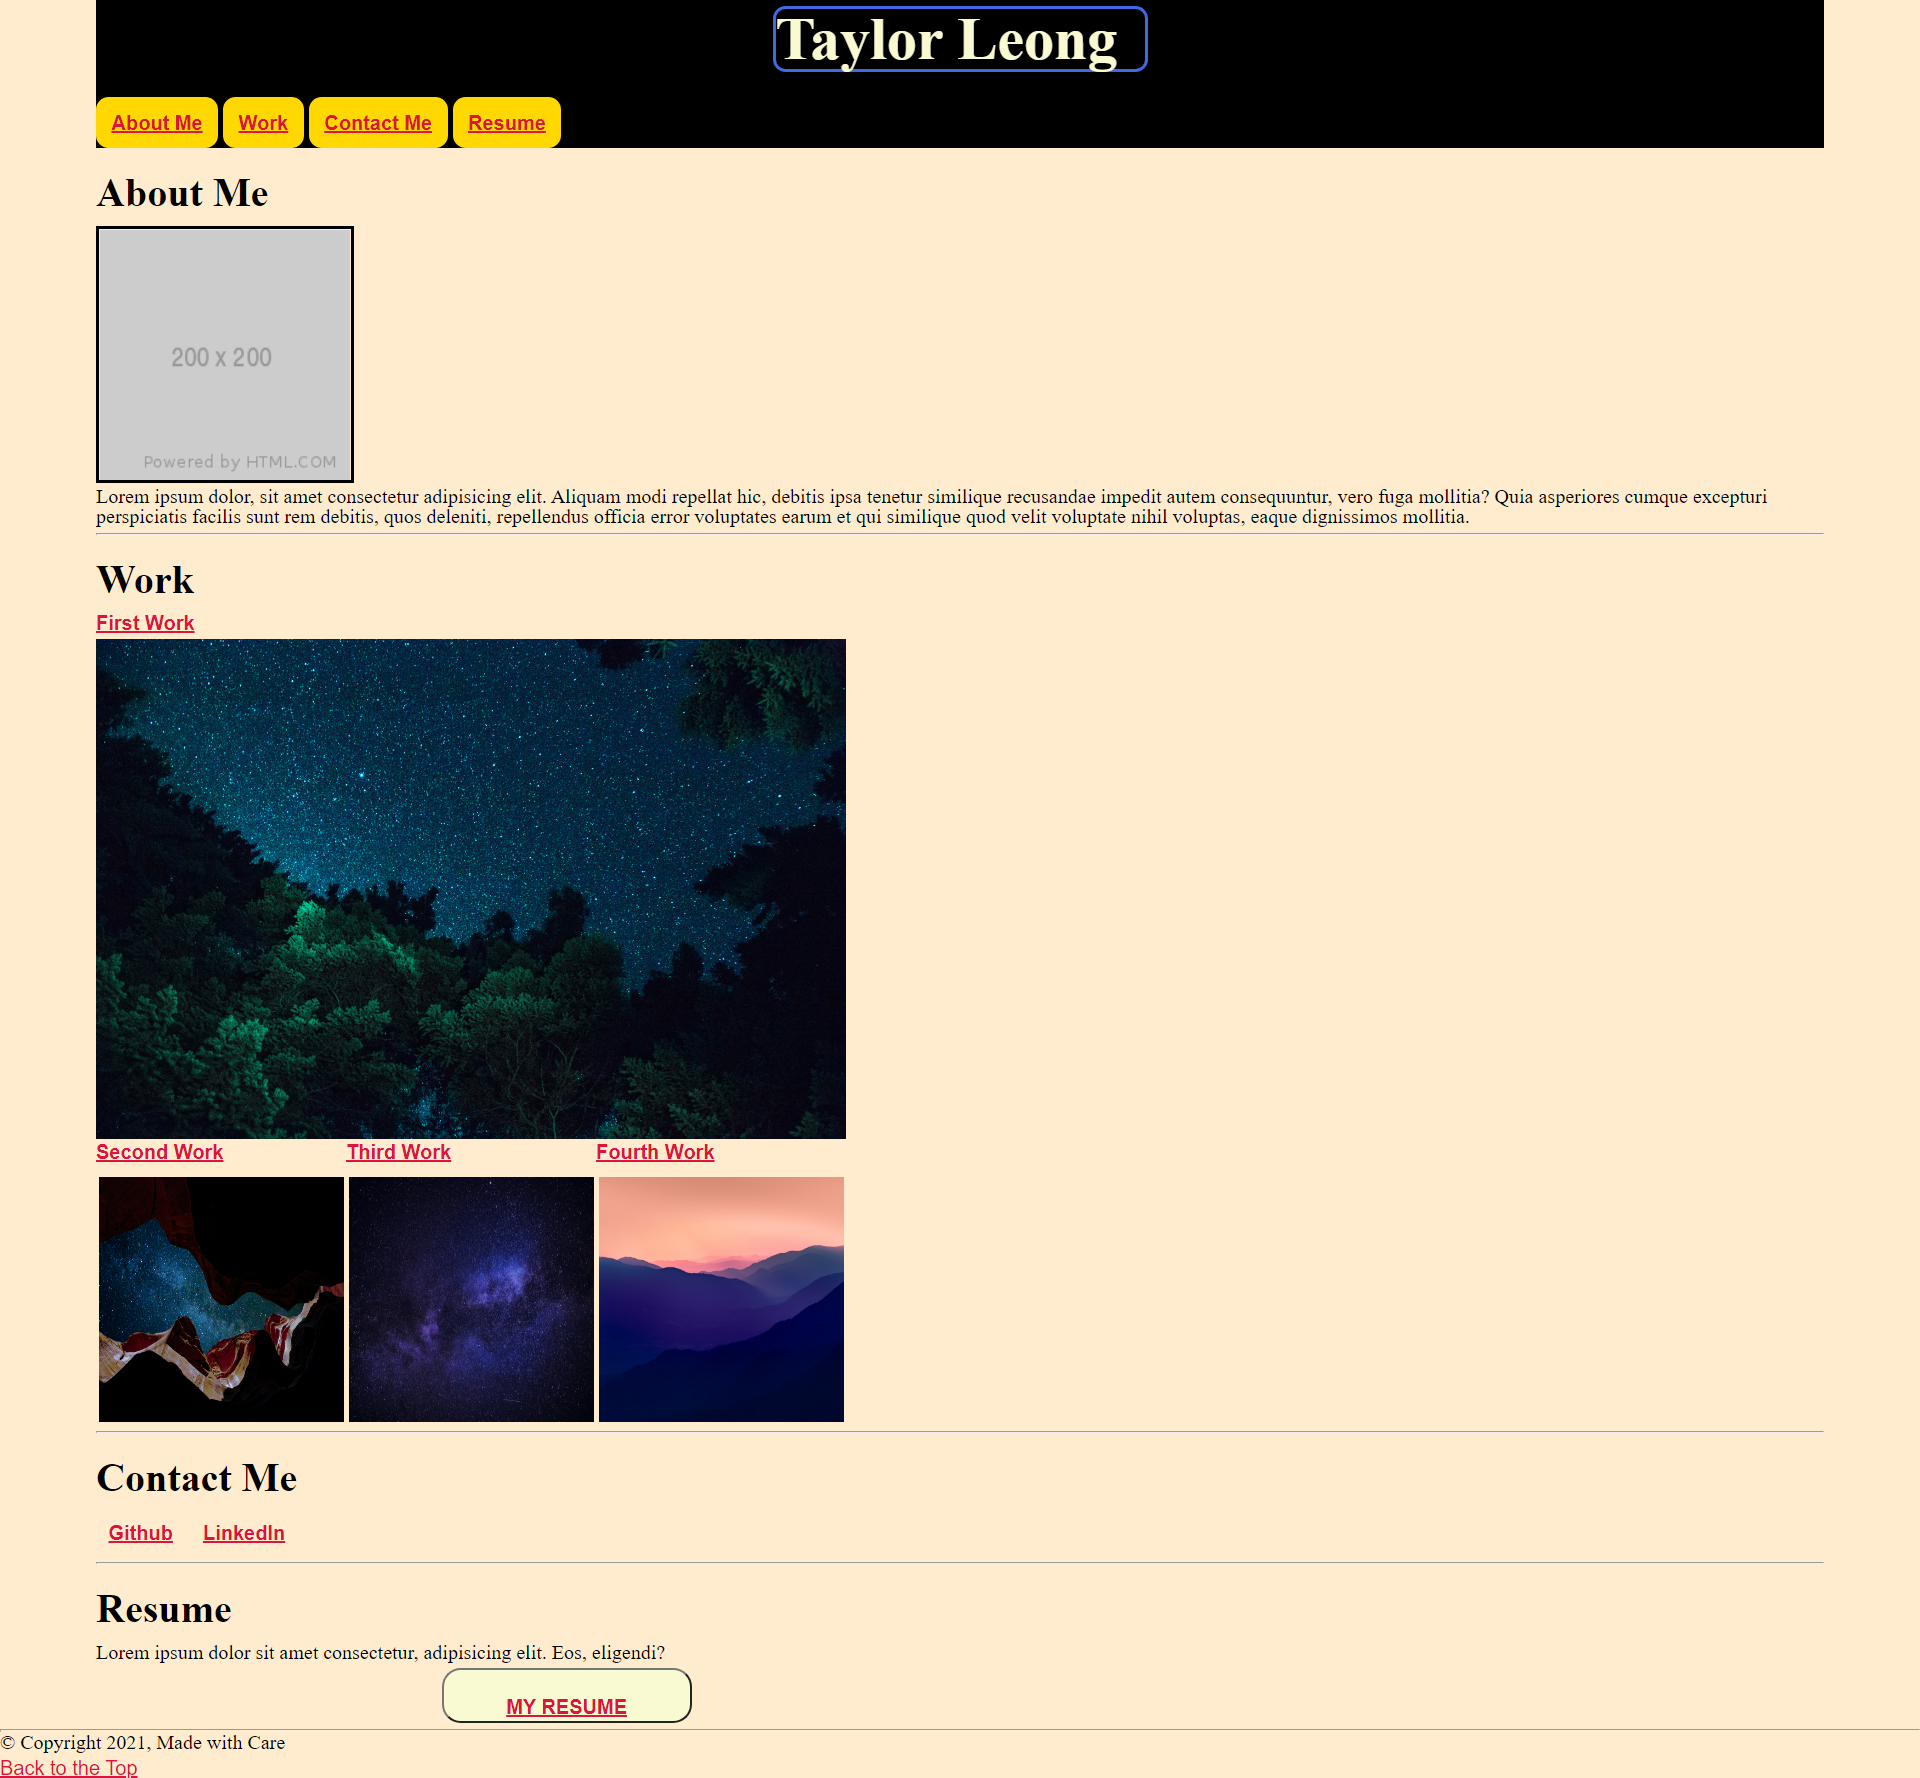 Taylor Leong
About Me Work Contact Me Resume
About Me
200 x 200
Powered by HTML.COM
Lorem ipsum dolor, sit amet consectetur adipisicing elit. Aliquam modi repellat hic, debitis ipsa tenetur similique recusandae impedit autem consequuntur, vero fuga mollitia? Quia asperiores cumque excepturi
perspiciatis facilis sunt rem debitis, quos deleniti, repellendus officia error voluptates earum et qui similique quod velit voluptate nihil voluptas, eaque dignissimos mollitia.
Work
First Work
Second Work Third Work Fourth Work
Contact Me
Github LinkedIn
Resume
Lorem ipsum dolor sit amet consectetur, adipisicing elit. Eos, eligendi?
MY RESUME
© Copyright 2021, Made with Care
Back to the Top